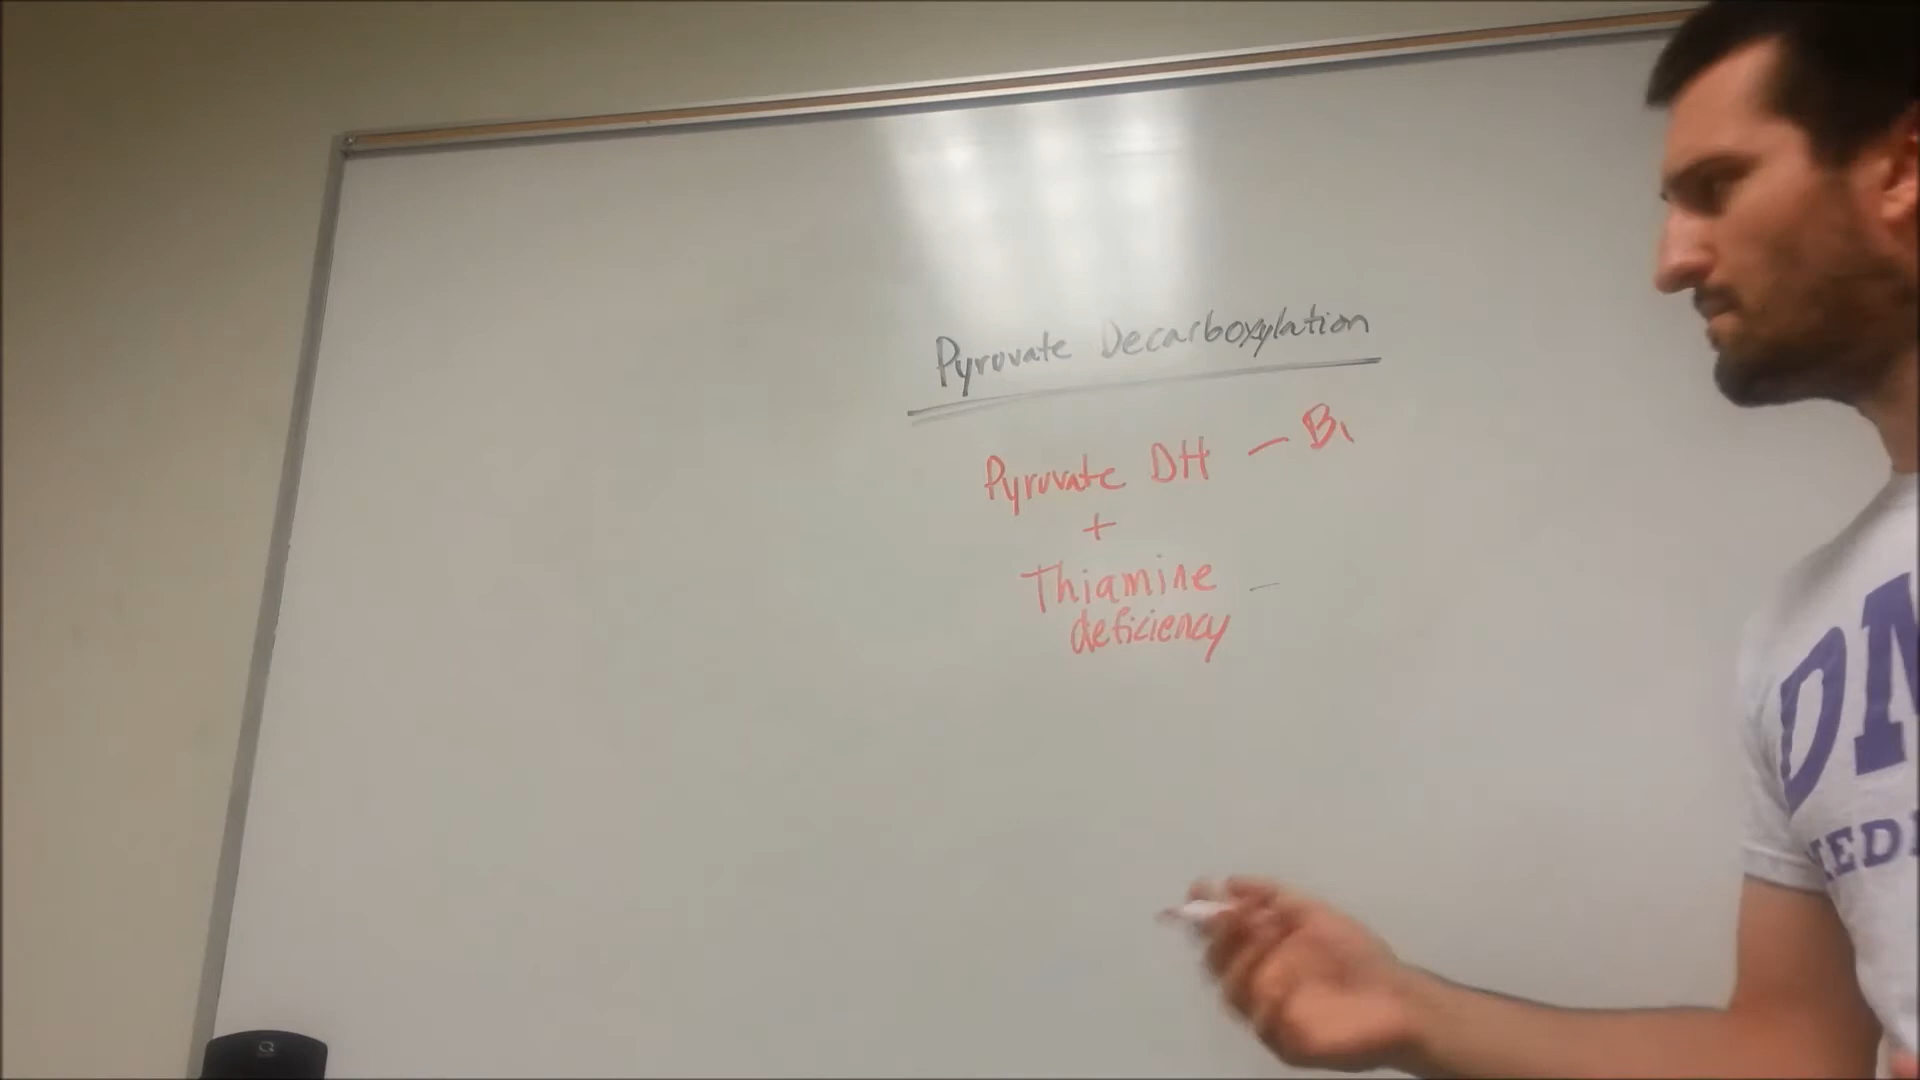 Pyruvate Decarboxylation
Pyruvate DH – B1
+
Thiamine –
deficiency